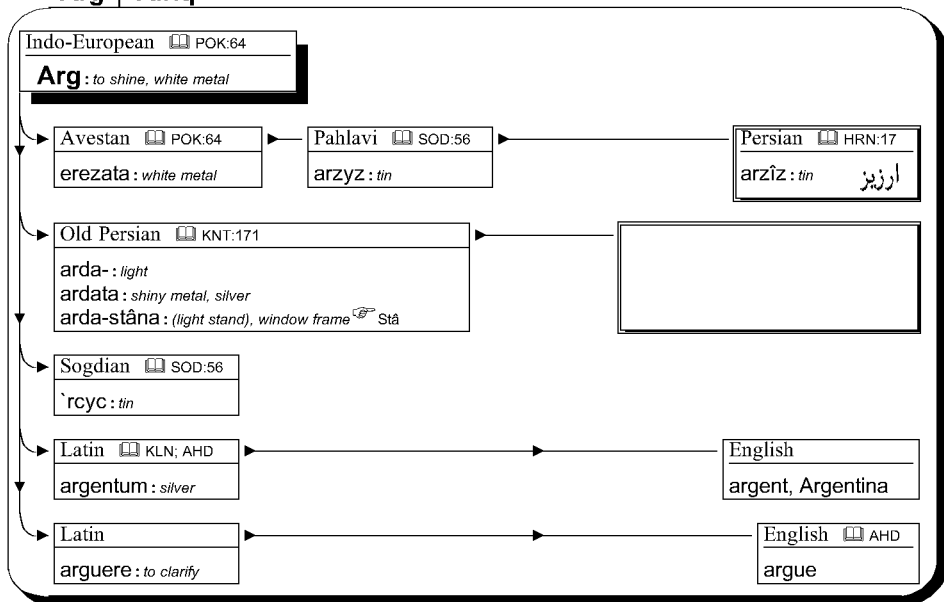 Indo-European POK:64
Arg : to shine, white metal
Avestan POK:64
erezata : white metal
Pahlavi SOD:56
arzyz : tin
Persian HRN:17
arzîz : tin ارزیز
Old Persian KNT:171
arda- : light
ardata : shiny metal, silver
arda-stâna : (light stand), window frame ☞ Stâ
Sogdian SOD:56
`rcyc : tin
Latin KLN; AHD
argentum : silver
English
argent, Argentina
Latin
arguere : to clarify
English AHD
argue